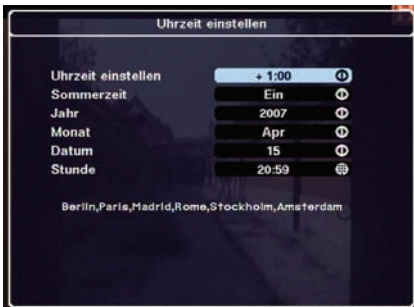 Uhrzeit einstellen
Uhrzeit einstellen + 1:00
Sommerzeit Ein
Jahr 2007
Monat Apr
Datum 15
Stunde 20:59
Berlin,Paris,Madrid,Rome,Stockholm,Amsterdam